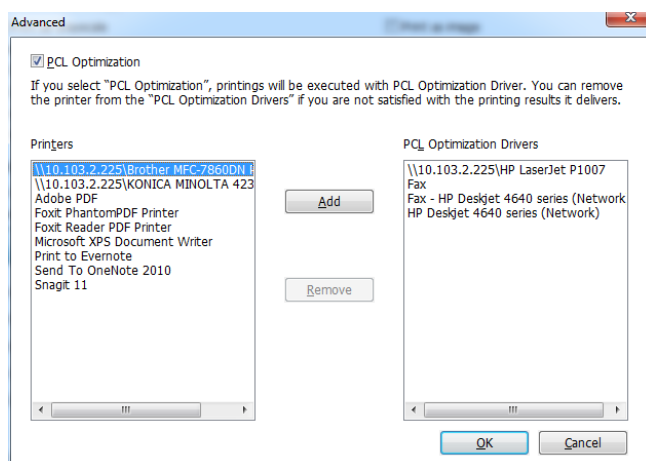 Advanced
Print as image
PCL Optimization
If you select "PCL Optimization", printings will be executed with PCL Optimization Driver. You can remove
the printer from the "PCL Optimization Drivers" if you are not satisfied with the printing results it delivers.
Printers
PCL Optimization Drivers
\\10.103.2.225\Brother MFC-7860DN
\\10.103.2.225\KONICA MINOLTA 423
Adobe PDF
Foxit PhantomPDF Printer
Foxit Reader PDF Printer
Microsoft XPS Document Writer
Print to Evernote
Send To OneNote 2010
Snagit 11
Add
Remove
\\10.103.2.225\HP LaserJet P1007
Fax
Fax - HP Deskjet 4640 series (Network
HP Deskjet 4640 series (Network)
OK
Cancel